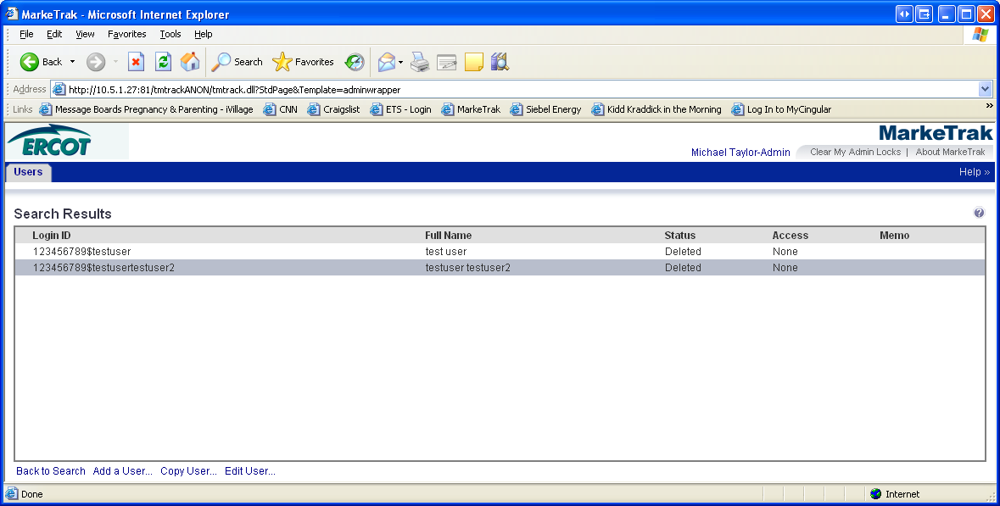 MarkeTrak - Microsoft Internet Explorer
File Edit View Favorites Tools Help
Back Search Favorites
Address http://10.5.1.27:81/tmtrackANON/tmtrack.dll?StdPage&Template=adminwrapper
Links Message Boards Pregnancy & Parenting - iVillage CNN Craigslist ETS - Login MarkeTrak Siebel Energy Kidd Kraddick in the Morning Log In to MyCingular »
ERCOT MarkeTrak
Michael Taylor-Admin Clear My Admin Locks | About MarkeTrak
Users Help »
Search Results
Login ID Full Name Status Access Memo
123456789$testuser test user Deleted None
123456789$testusertestuser2 testuser testuser2 Deleted None
Back to Search Add a User... Copy User... Edit User...
Done Internet